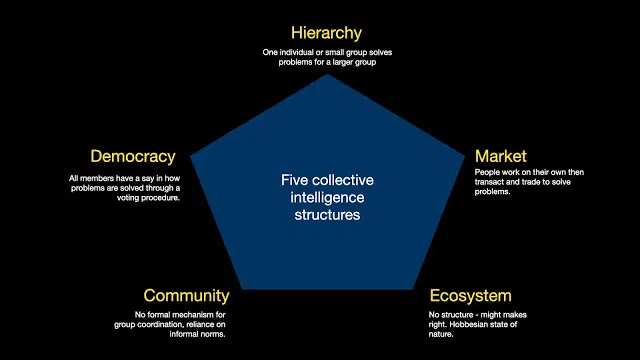 Hierarchy
One individual or small group solves
problems for a larger group
Democracy
All members have a say in how
problems are solved through a
voting procedure.
Market
People work on their own then
transact and trade to solve
problems.
Five collective
intelligence
structures
Community
No formal mechanism for
group coordination, reliance on
informal norms.
Ecosystem
No structure - might makes
right. Hobbesian state of
nature.